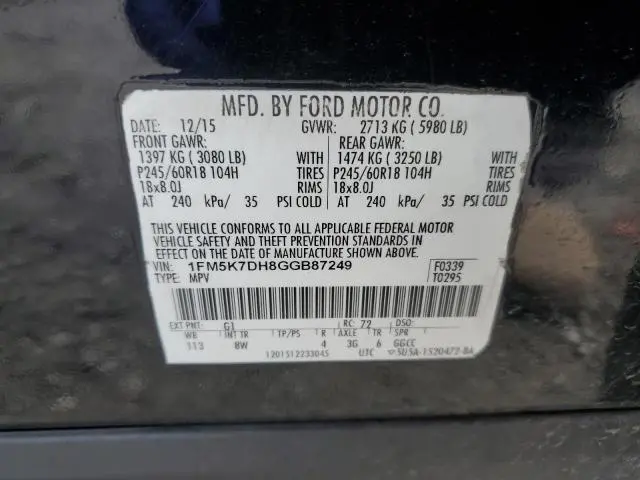 MFD. BY FORD MOTOR CO.
DATE: 12/15 GVWR: 2713 KG ( 5980 LB)
FRONT GAWR: REAR GAWR:
1397 KG ( 3080 LB) WITH 1474 KG ( 3250 LB) WITH
P245/60R18 104H TIRES P245/60R18 104H TIRES
18x8.0J RIMS 18x8.0J RIMS
AT 240 kPa/ 35 PSI COLD AT 240 kPa/ 35 PSI COLD
THIS VEHICLE CONFORMS TO ALL APPLICABLE FEDERAL MOTOR
VEHICLE SAFETY AND THEFT PREVENTION STANDARDS IN
EFFECT ON THE DATE OF MANUFACTURE SHOWN ABOVE.
VIN: 1FM5K7DH8GGB87249 F0339
TYPE: MPV T0295
EXT PNT: G1 RC: 72 DSO:
WB INT TR TP/PS R AXLE TR SPR
113 8W 4 3G 6 GGCC
1201512233045 UTC 5U5A-1520472-BA